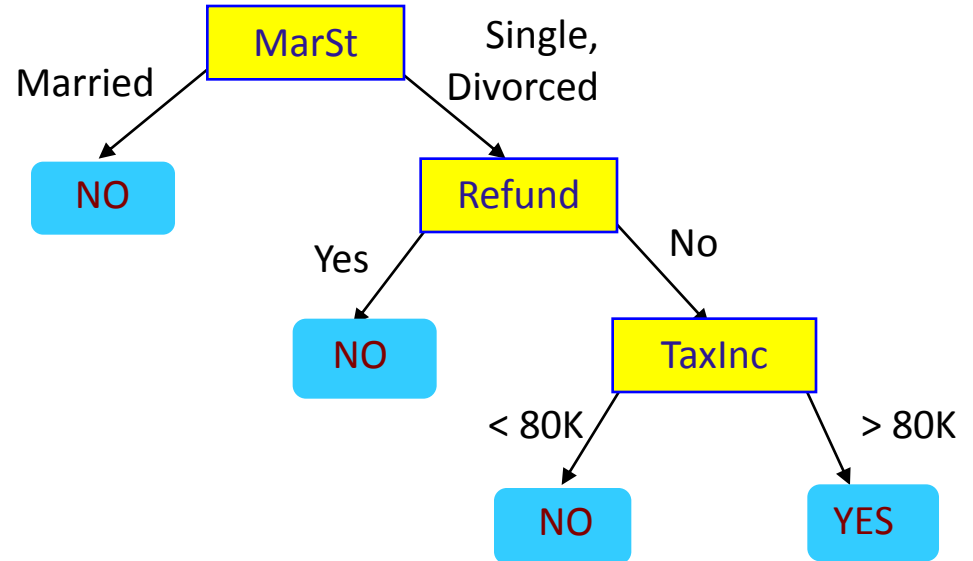 MarSt
Single,
Divorced
Married
NO
Refund
Yes
No
NO
TaxInc
< 80K
> 80K
NO
YES